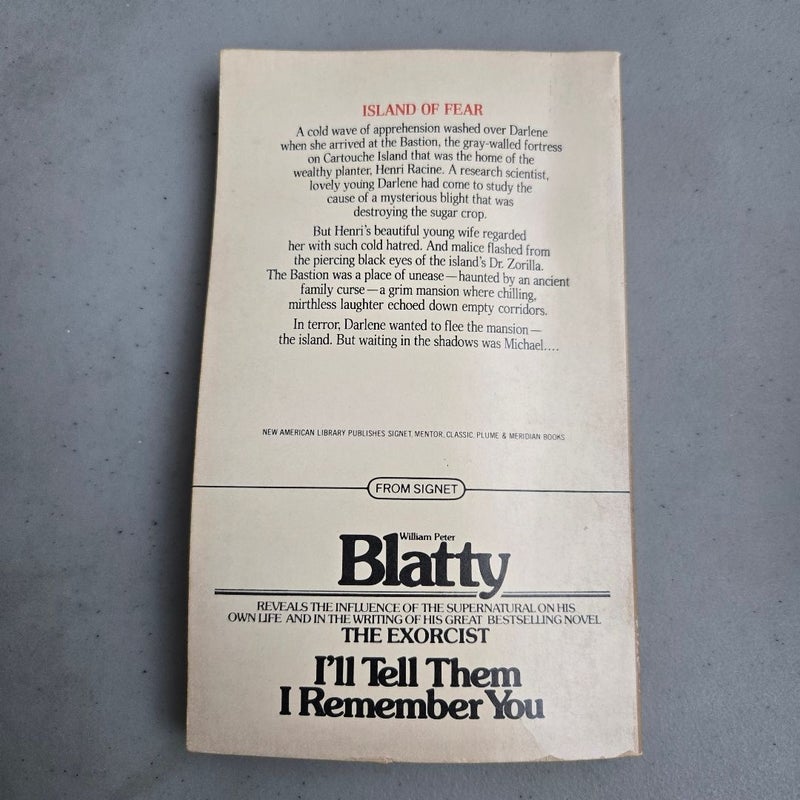 ISLAND OF FEAR
A cold wave of apprehension washed over Darlene
when she arrived at the Bastion, the gray-walled fortress
on Cartouche Island that was the home of the
wealthy planter, Henri Racine. A research scientist,
lovely young Darlene had come to study the
cause of a mysterious blight that was
destroying the sugar crop.
But Henri's beautiful young wife regarded
her with such cold hatred. And malice flashed from
the piercing black eyes of the island's Dr. Zorilla.
The Bastion was a place of unease—haunted by an ancient
family curse—a grim mansion where chilling,
mirthless laughter echoed down empty corridors.
In terror, Darlene wanted to flee the mansion—
the island. But waiting in the shadows was Michael....
NEW AMERICAN LIBRARY PUBLISHES SIGNET, MENTOR, CLASSIC, PLUME & MERIDIAN BOOKS
FROM SIGNET
William Peter
Blatty
REVEALS THE INFLUENCE OF THE SUPERNATURAL ON HIS
OWN LIFE AND IN THE WRITING OF HIS GREAT BESTSELLING NOVEL
THE EXORCIST
I'll Tell Them
I Remember You